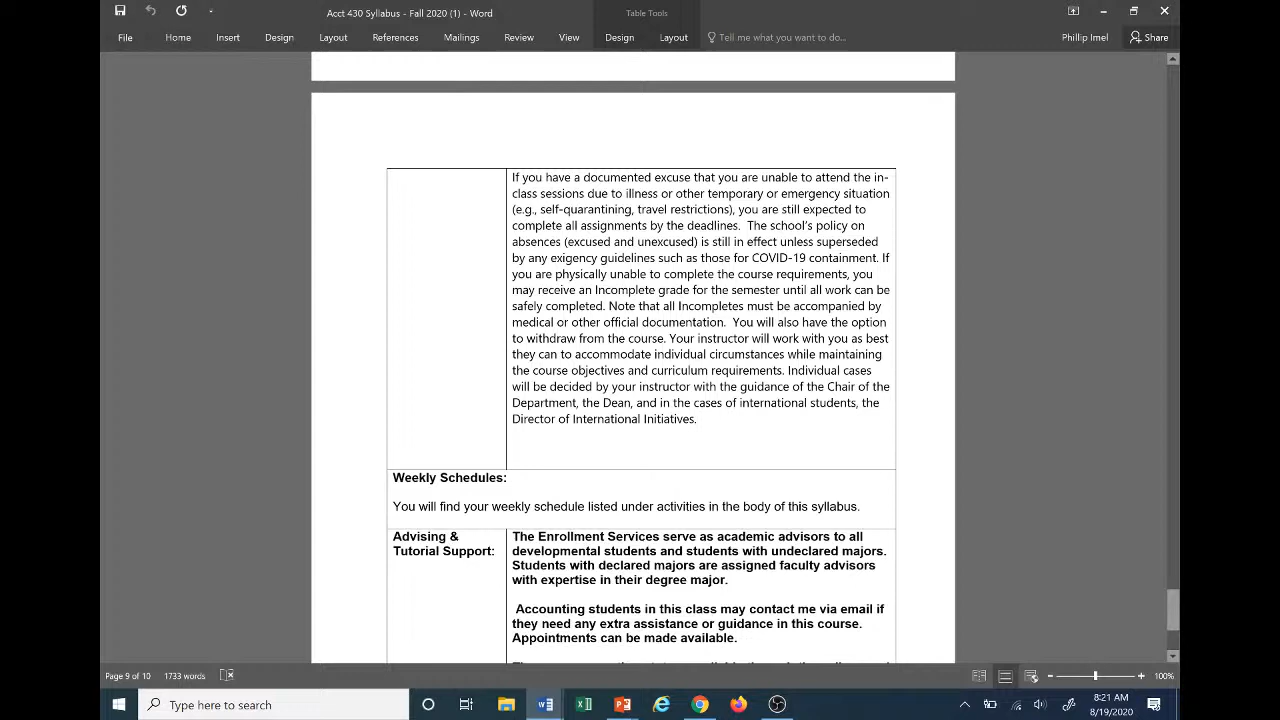 Acct 430 Syllabus - Fall 2020 (1) - Word
Table Tools
File Home Insert Design Layout References Mailings Review View Design Layout Tell me what you want to do... Phillip Imel Share
If you have a documented excuse that you are unable to attend the in-
class sessions due to illness or other temporary or emergency situation
(e.g., self-quarantining, travel restrictions), you are still expected to
complete all assignments by the deadlines.  The school's policy on
absences (excused and unexcused) is still in effect unless superseded
by any exigency guidelines such as those for COVID-19 containment. If
you are physically unable to complete the course requirements, you
may receive an Incomplete grade for the semester until all work can be
safely completed. Note that all Incompletes must be accompanied by
medical or other official documentation.  You will also have the option
to withdraw from the course. Your instructor will work with you as best
they can to accommodate individual circumstances while maintaining
the course objectives and curriculum requirements. Individual cases
will be decided by your instructor with the guidance of the Chair of the
Department, the Dean, and in the cases of international students, the
Director of International Initiatives.
Weekly Schedules:
You will find your weekly schedule listed under activities in the body of this syllabus.
Advising &
Tutorial Support:
The Enrollment Services serve as academic advisors to all
developmental students and students with undeclared majors.
Students with declared majors are assigned faculty advisors
with expertise in their degree major.
Accounting students in this class may contact me via email if
they need any extra assistance or guidance in this course.
Appointments can be made available.
Page 9 of 10 1733 words 100%
Type here to search
8:21 AM
8/19/2020